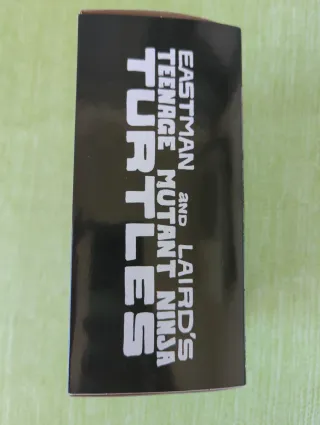 EASTMAN AND LAIRD'S
TEENAGE MUTANT NINJA
TURTLES